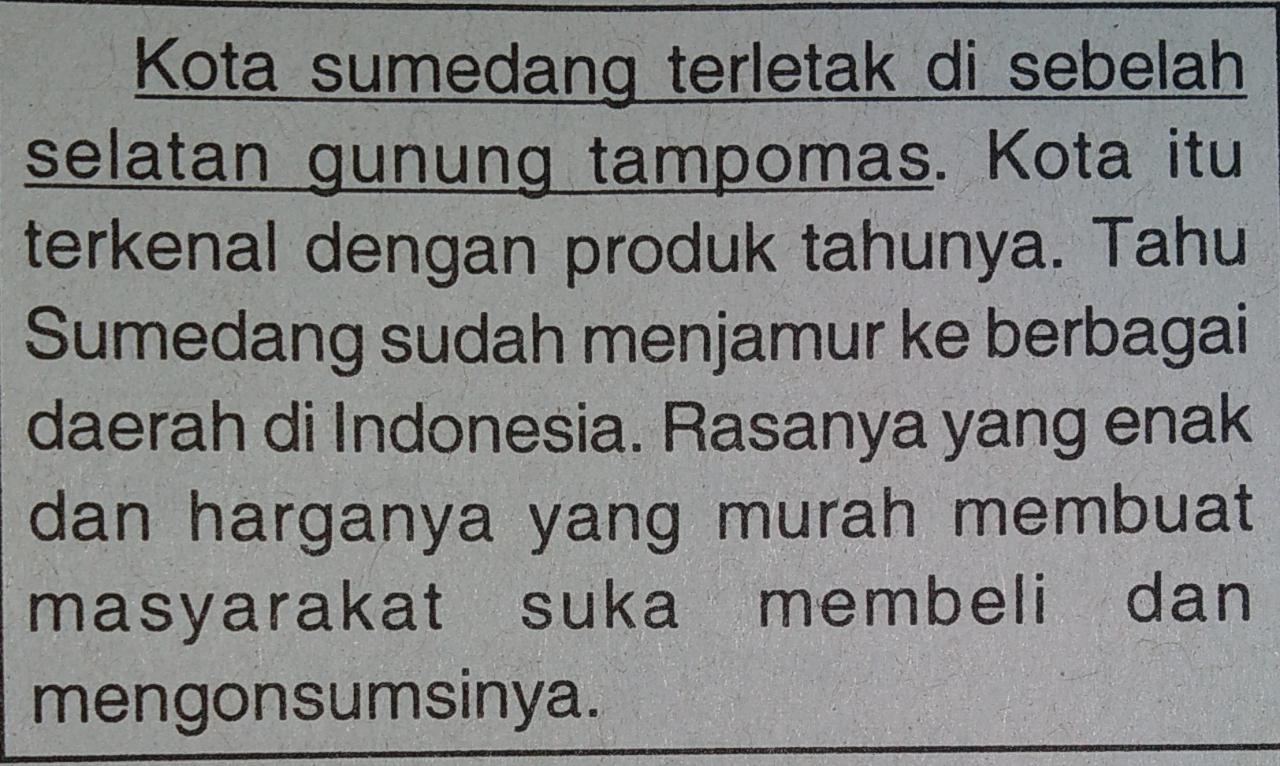 Kota sumedang terletak di sebelah
selatan gunung tampomas. Kota itu
terkenal dengan produk tahunya. Tahu
Sumedang sudah menjamur ke berbagai
daerah di Indonesia. Rasanya yang enak
dan harganya yang murah membuat
masyarakat suka membeli dan
mengonsumsinya.